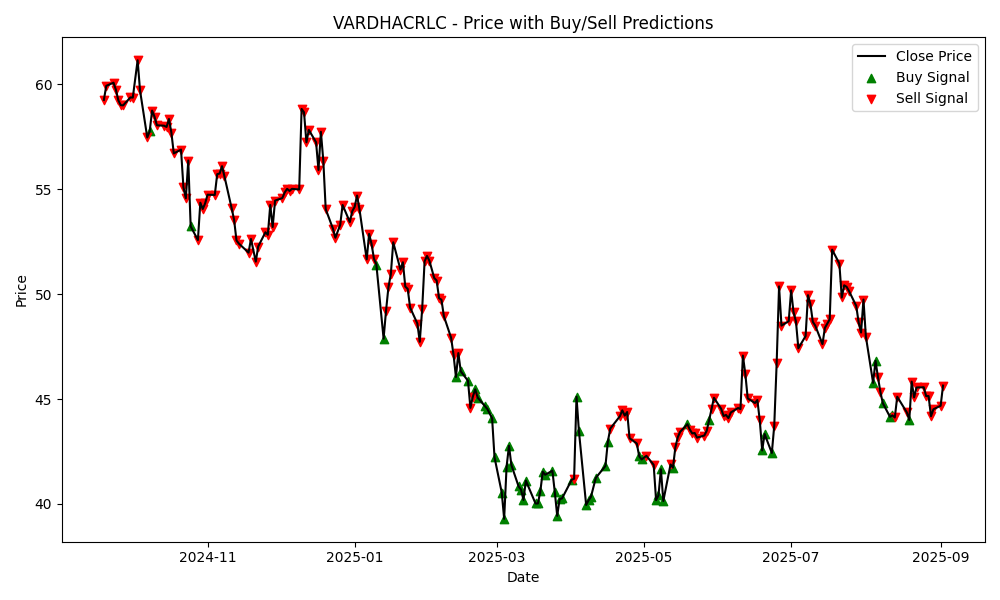 VARDHACRLC - Price with Buy/Sell Predictions
Close Price
Buy Signal
Sell Signal
Price
60
55
50
45
40
2024-11
2025-01
2025-03
2025-05
2025-07
2025-09
Date